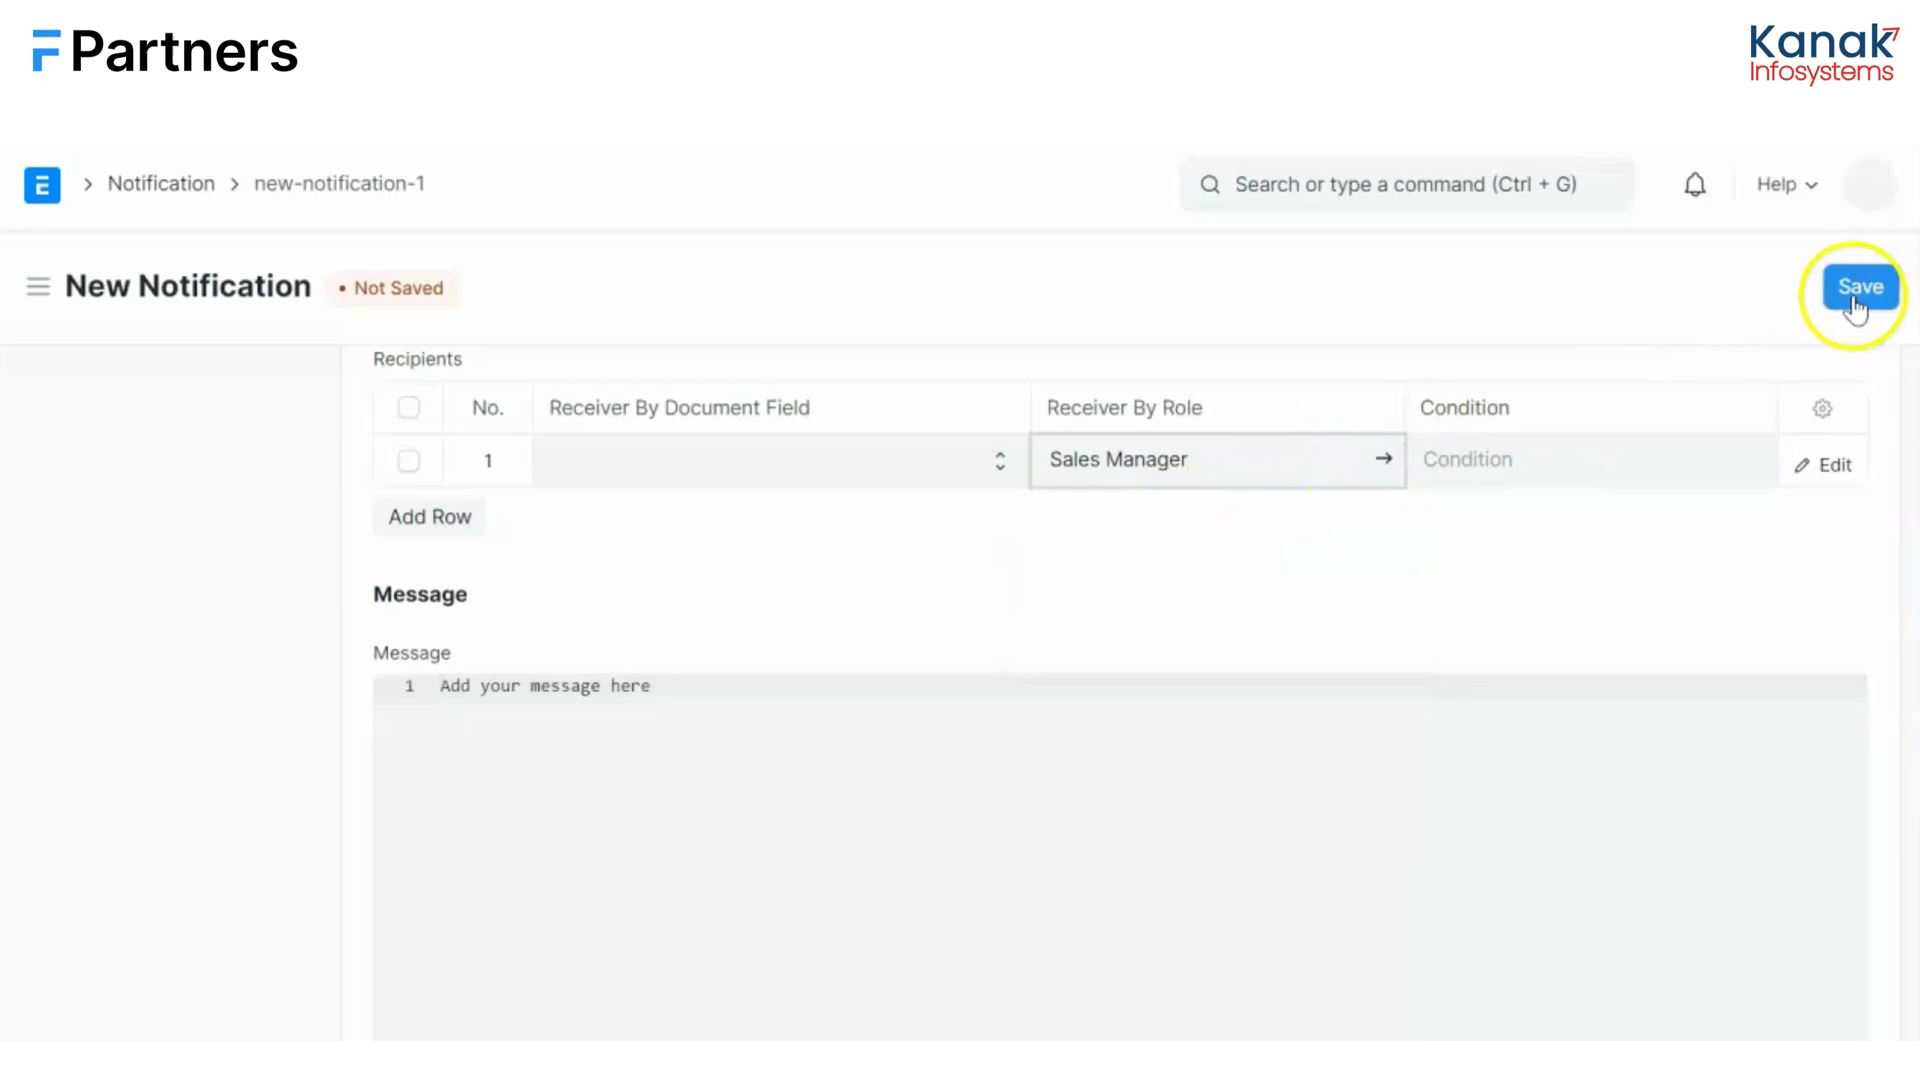 Partners
Kanak
Infosystems
E > Notification > new-notification-1
Search or type a command (Ctrl + G)
Help
New Notification
• Not Saved
Save
Recipients
No. Receiver By Document Field Receiver By Role Condition
1 Sales Manager → Condition Edit
Add Row
Message
Message
1 Add your message here